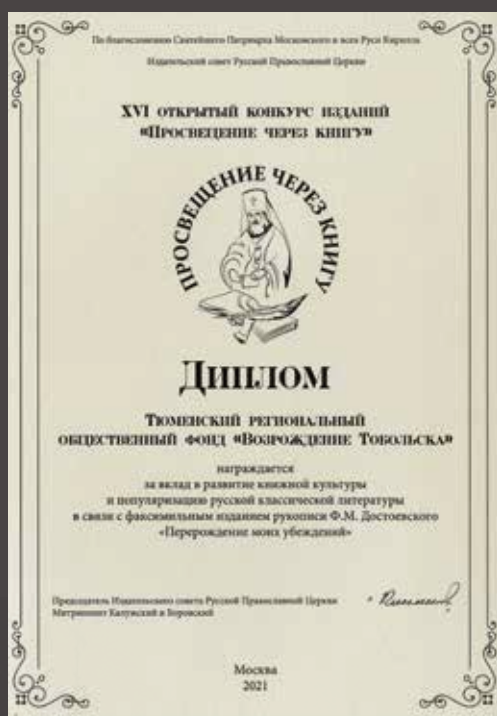 По благословению Святейшего Патриарха Московского и всея Руси Кирилла
Издательский совет Русской Православной Церкви
XVI ОТКРЫТЫЙ КОНКУРС ИЗДАНИЙ
«ПРОСВЕЩЕНИЕ ЧЕРЕЗ КНИГУ»
ПРОСВЕЩЕНИЕ ЧЕРЕЗ КНИГУ
ДИПЛОМ
ТЮМЕНСКИЙ РЕГИОНАЛЬНЫЙ
ОБЩЕСТВЕННЫЙ ФОНД «ВОЗРОЖДЕНИЕ ТОБОЛЬСКА»
награждается
за вклад в развитие книжной культуры
и популяризацию русской классической литературы
в связи с факсимильным изданием рукописи Ф.М. Достоевского
«Перерождение моих убеждений»
Председатель Издательского совета Русской Православной Церкви
Митрополит Калужский и Боровский
Москва
2021